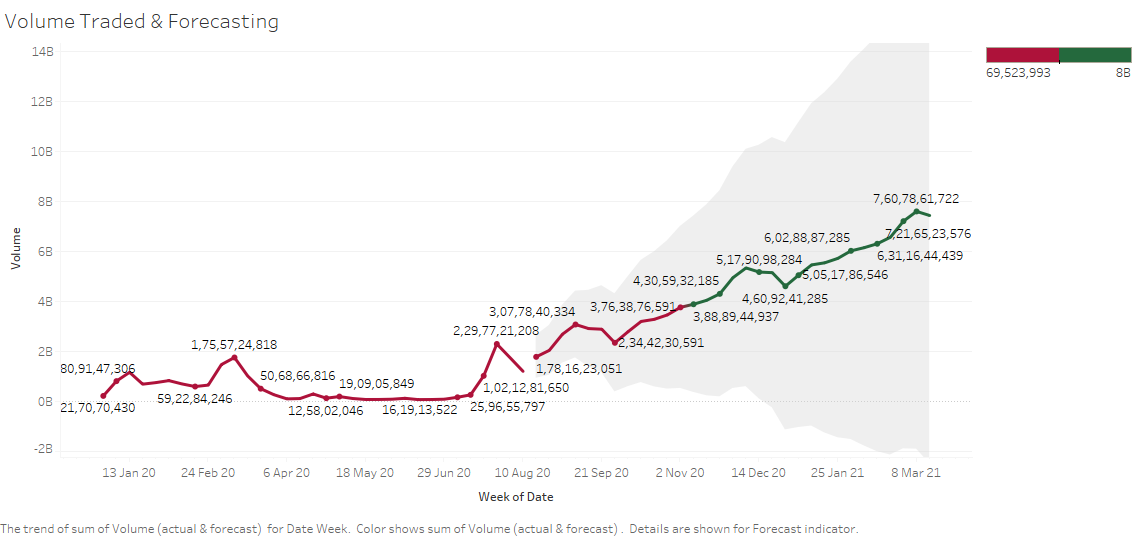 Volume Traded & Forecasting
14B
12B
10B
8B
6B
4B
2B
0B
-2B
Volume
69,523,993 8B
7,60,78,61,722
7,21,65,23,576
6,02,88,87,285
6,31,16,44,439
5,17,90,98,284
5,05,17,86,546
4,30,59,32,185
4,60,92,41,285
3,07,78,40,334
3,76,38,76,591
3,88,89,44,937
2,29,77,21,208
2,34,42,30,591
1,75,57,24,818
1,78,16,23,051
80,91,47,306
50,68,66,816
19,09,05,849
1,02,12,81,650
59,22,84,246
21,70,70,430
12,58,02,046
16,19,13,522
25,96,55,797
13 Jan 20 24 Feb 20 6 Apr 20 18 May 20 29 Jun 20 10 Aug 20 21 Sep 20 2 Nov 20 14 Dec 20 25 Jan 21 8 Mar 21
Week of Date
The trend of sum of Volume (actual & forecast) for Date Week. Color shows sum of Volume (actual & forecast) . Details are shown for Forecast indicator.